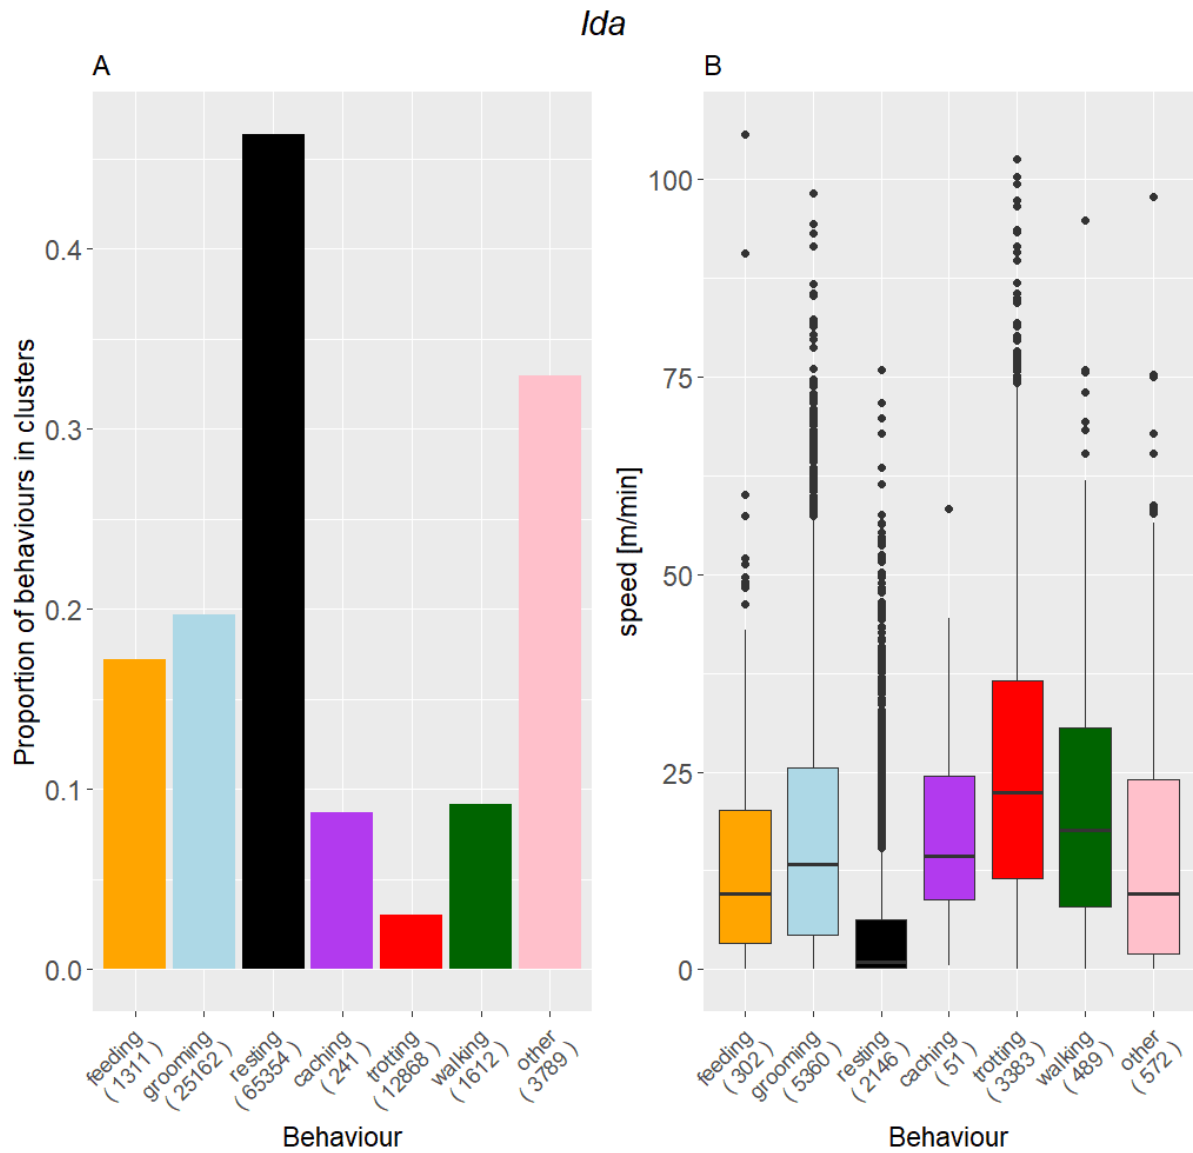 Ida
A
Proportion of behaviours in clusters
0.4
0.3
0.2
0.1
0.0
feeding
( 1311 )
grooming
( 25162 )
resting
( 65354 )
caching
( 241 )
trotting
( 12868 )
walking
( 1612 )
other
( 3789 )
Behaviour
B
speed [m/min]
100
75
50
25
0
feeding
( 302 )
grooming
( 5360 )
resting
( 2146 )
caching
( 51 )
trotting
( 3383 )
walking
( 489 )
other
( 572 )
Behaviour